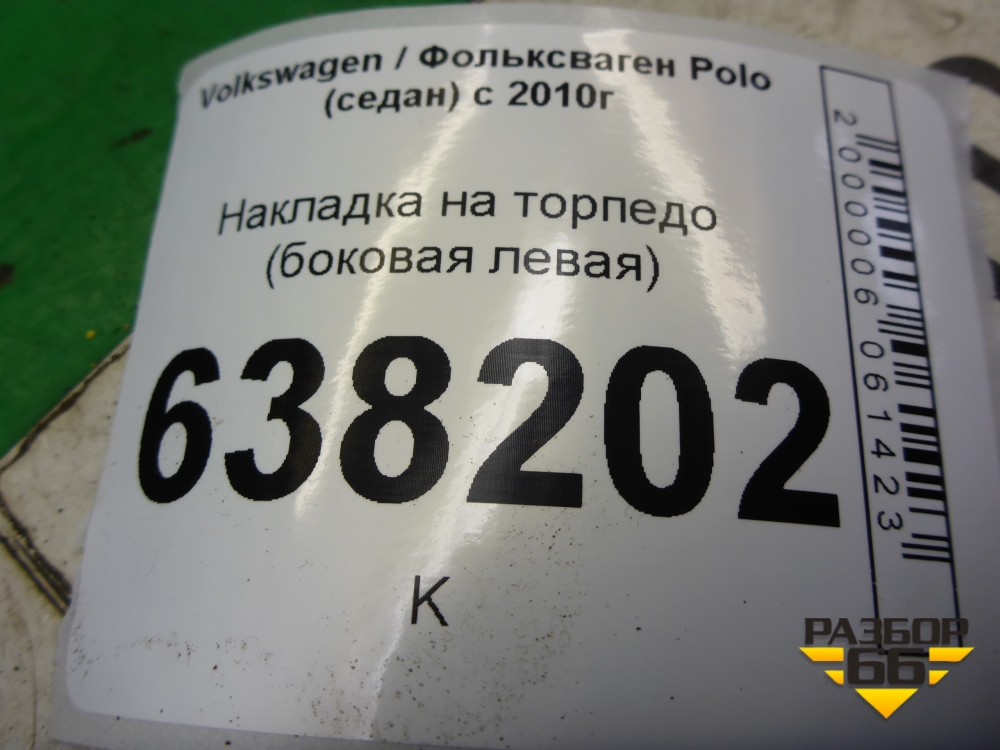 Volkswagen / Фольксваген Polo
(седан) с 2010г
Накладка на торпедо
(боковая левая)
638202
К
2000006061423
РАЗБОР
66